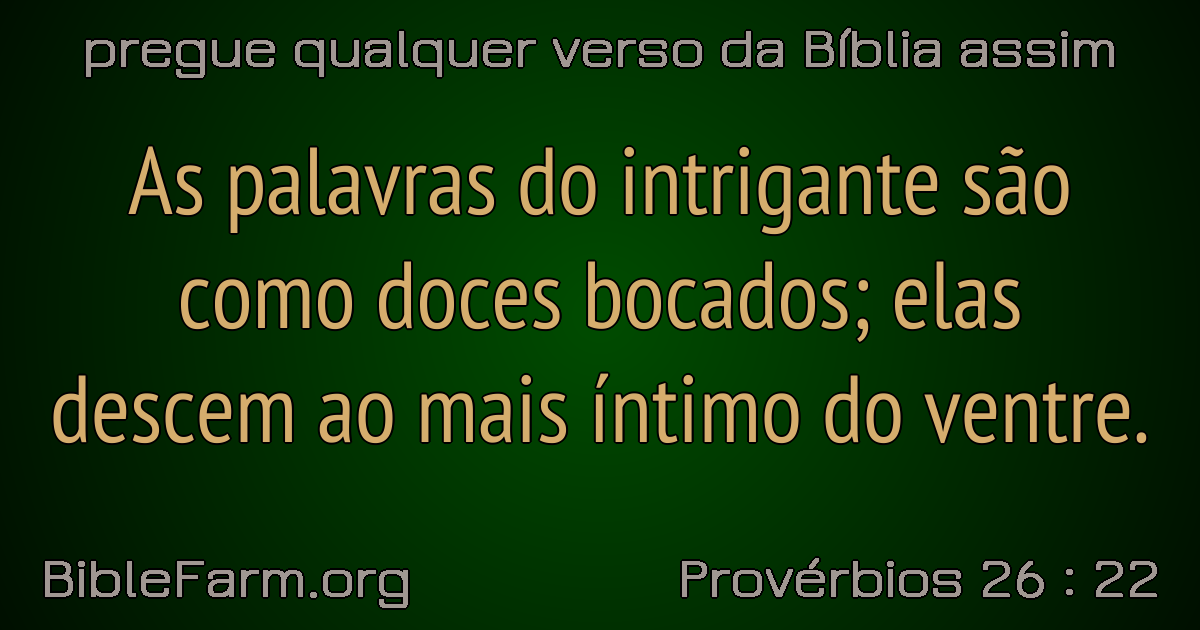 pregue qualquer verso da Bíblia assim
As palavras do intrigante são
como doces bocados; elas
descem ao mais íntimo do ventre.
BibleFarm.org
Provérbios 26 : 22